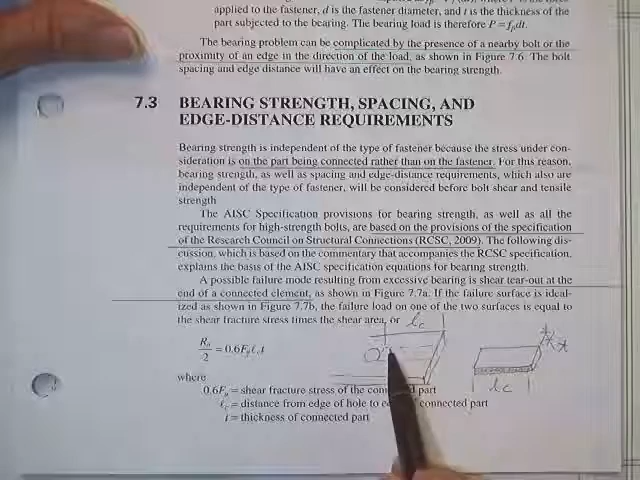 applied to the fastener, d is the fastener diameter, and t is the thickness of the
part subjected to the bearing. The bearing load is therefore P = fₚdt.
The bearing problem can be complicated by the presence of a nearby bolt or the
proximity of an edge in the direction of the load, as shown in Figure 7.6. The bolt
spacing and edge distance will have an effect on the bearing strength.
7.3 BEARING STRENGTH, SPACING, AND
EDGE-DISTANCE REQUIREMENTS
Bearing strength is independent of the type of fastener because the stress under con-
sideration is on the part being connected rather than on the fastener. For this reason,
bearing strength, as well as spacing and edge-distance requirements, which also are
independent of the type of fastener, will be considered before bolt shear and tensile
strength
The AISC Specification provisions for bearing strength, as well as all the
requirements for high-strength bolts, are based on the provisions of the specification
of the Research Council on Structural Connections (RCSC, 2009). The following dis-
cussion, which is based on the commentary that accompanies the RCSC specification,
explains the basis of the AISC specification equations for bearing strength.
A possible failure mode resulting from excessive bearing is shear tear-out at the
end of a connected element, as shown in Figure 7.7a. If the failure surface is ideal-
ized as shown in Figure 7.7b, the failure load on one of the two surfaces is equal to
the shear fracture stress times the shear area, or
lc
Rₙ/2 = 0.6Fᵤℓ꜀t
lc
where
0.6Fᵤ = shear fracture stress of the part
ℓ꜀ = distance from edge of hole to connected part
t = thickness of connected part